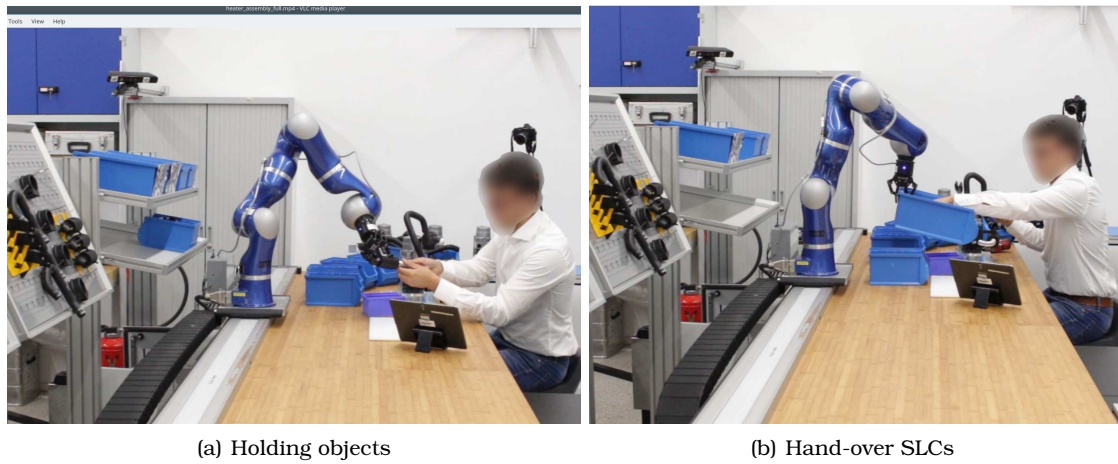 heater_assembly_full.mp4 - VLC media player
Tools View Help
(a) Holding objects
(b) Hand-over SLCs